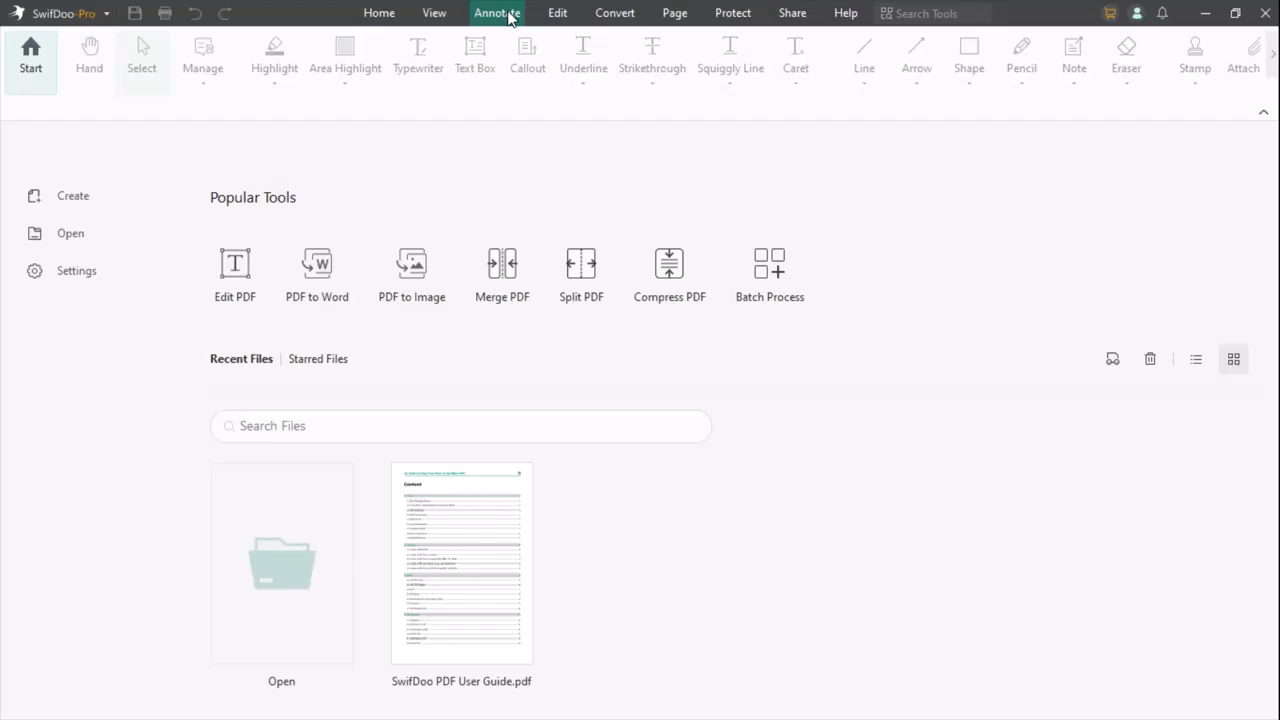 SwifDoo-Pro
Home
View
Annotate
Edit
Convert
Page
Protect
Share
Help
Search Tools
Start
Hand
Select
Manage
Highlight
Area Highlight
Typewriter
Text Box
Callout
Underline
Strikethrough
Squiggly Line
Caret
Line
Arrow
Shape
Pencil
Note
Eraser
Stamp
Attach
Create
Open
Settings
Popular Tools
Edit PDF
PDF to Word
PDF to Image
Merge PDF
Split PDF
Compress PDF
Batch Process
Recent Files
Starred Files
Search Files
Content
Open
SwifDoo PDF User Guide.pdf